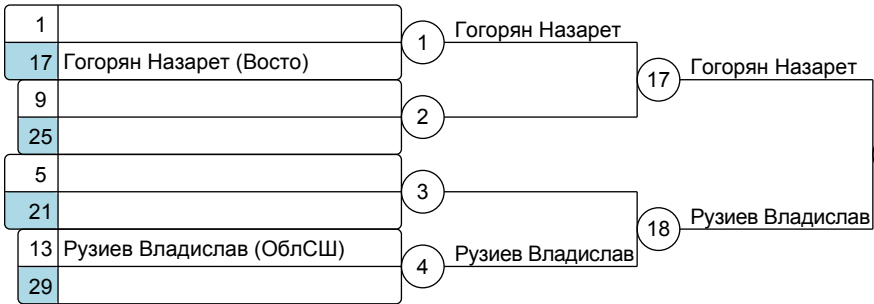 1
17 Гогорян Назарет (Восто)
9
25
5
21
13 Рузиев Владислав (ОблСШ)
29
1 Гогорян Назарет
2
3
4 Рузиев Владислав
17 Гогорян Назарет
18 Рузиев Владислав